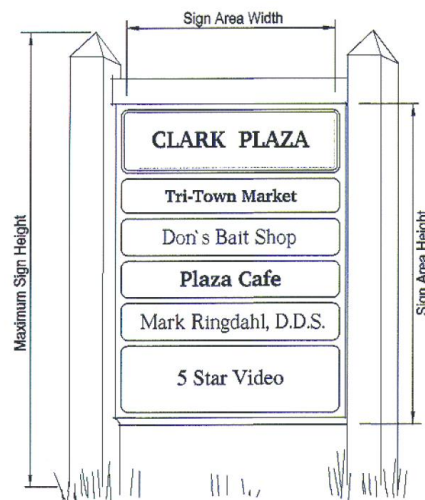 Sign Area Width
CLARK PLAZA
Tri-Town Market
Don's Bait Shop
Plaza Cafe
Mark Ringdahl, D.D.S.
5 Star Video
Maximum Sign Height
Sign Area Height